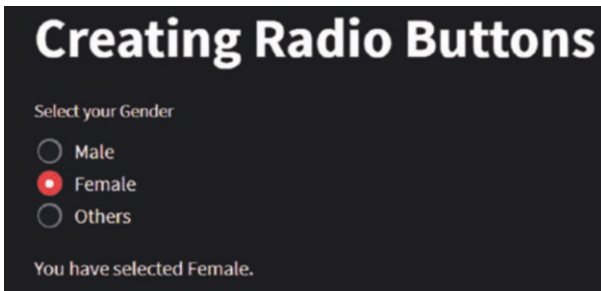 Creating Radio Buttons
Select your Gender
Male
Female
Others
You have selected Female.